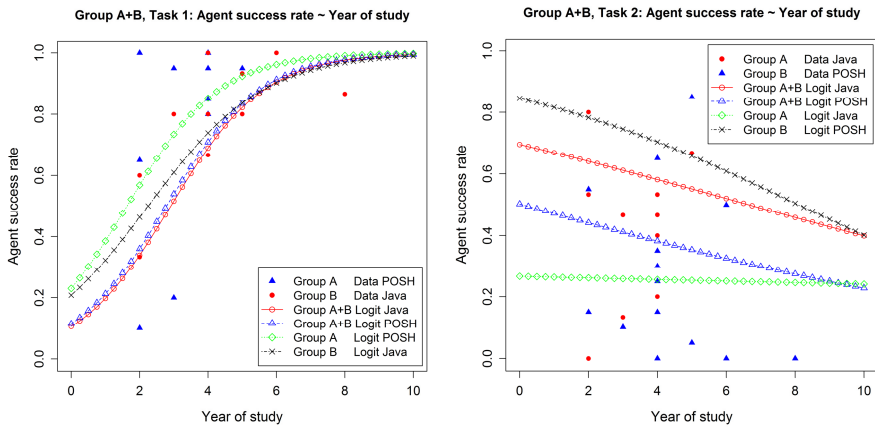 Group A+B, Task 1: Agent success rate ~ Year of study
Agent success rate
1.0
0.8
0.6
0.4
0.2
0.0
Group A Data POSH
Group B Data Java
Group A+B Logit Java
Group A+B Logit POSH
Group A Logit POSH
Group B Logit Java
0 2 4 6 8 10
Year of study
Group A+B, Task 2: Agent success rate ~ Year of study
Agent success rate
1.0
0.8
0.6
0.4
0.2
0.0
Group A Data Java
Group B Data POSH
Group A+B Logit Java
Group A+B Logit POSH
Group A Logit Java
Group B Logit POSH
0 2 4 6 8 10
Year of study